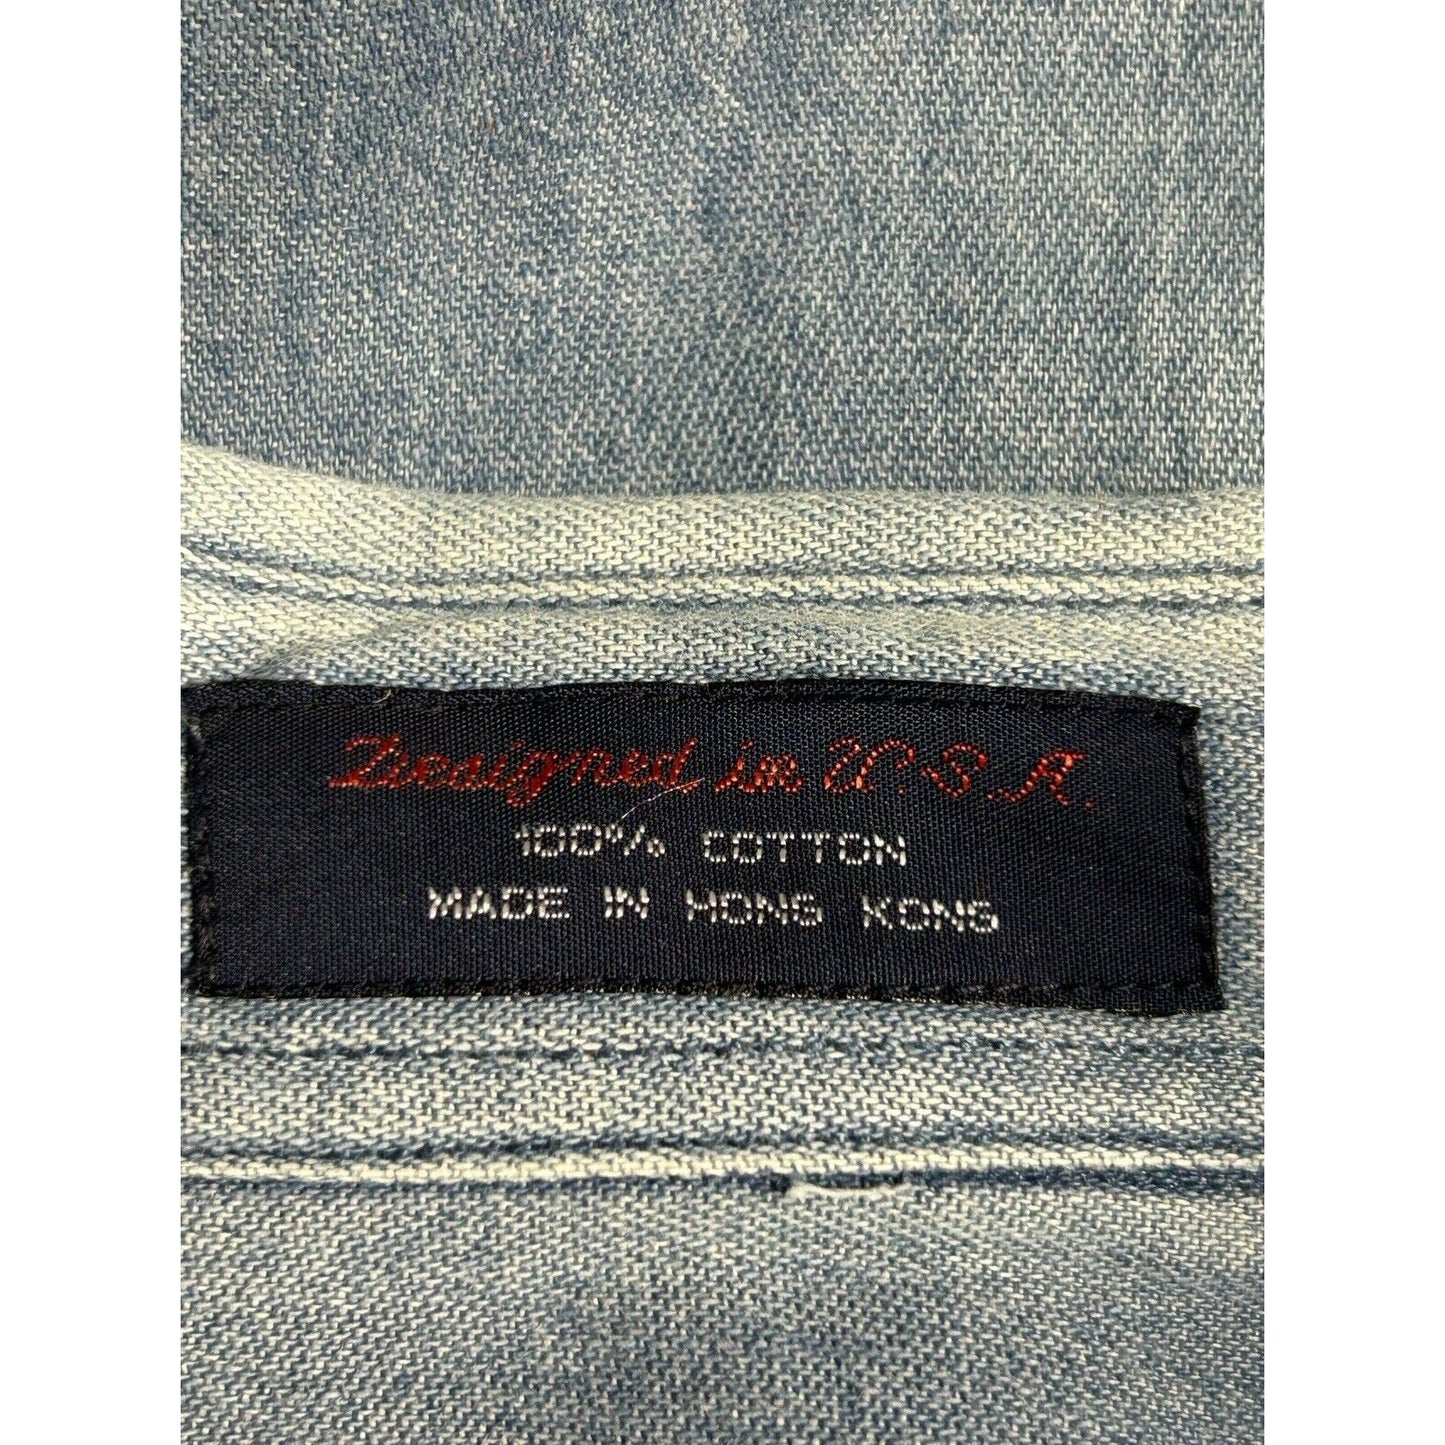 Designed in U.S.A.
100% COTTON
MADE IN HONG KONG